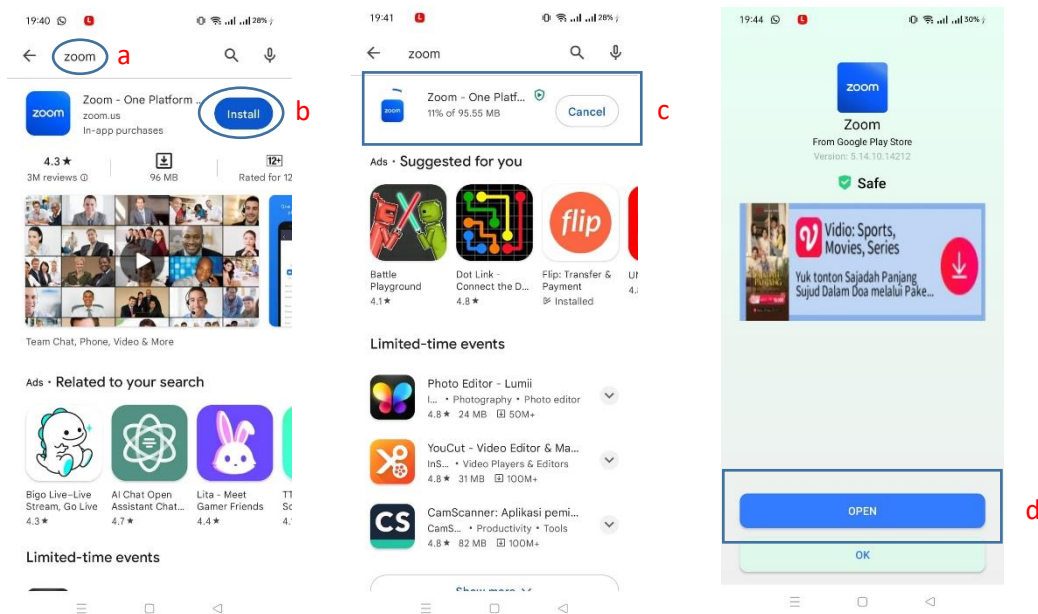 19:40
28%
zoom
a
zoom
Zoom - One Platform ...
zoom.us
In-app purchases
Install
b
4.3★
3M reviews
96 MB
12+
Rated for 12
Team Chat, Phone, Video & More
Ads • Related to your search
Bigo Live-Live
Stream, Go Live
4.3★
AI Chat Open
Assistant Chat...
4.7★
Lita - Meet
Gamer Friends
4.4★
Limited-time events
19:41
28%
zoom
zoom
Zoom - One Platf...
11% of 95.55 MB
Cancel
c
Ads • Suggested for you
Battle
Playground
4.1★
Dot Link -
Connect the D...
4.8★
flip
Flip: Transfer &
Payment
Installed
Limited-time events
Photo Editor - Lumii
I... • Photography • Photo editor
4.8★ 24 MB 50M+
YouCut - Video Editor & Ma...
InS... • Video Players & Editors
4.8★ 31 MB 100M+
CS
CamScanner: Aplikasi pemi...
CamS... • Productivity • Tools
4.8★ 82 MB 100M+
Show more
19:44
30%
zoom
Zoom
From Google Play Store
Version: 5.14.10.14212
Safe
Vidio: Sports,
Movies, Series
Yuk tonton Sajadah Panjang
Sujud Dalam Doa melalui Pake...
OPEN
d
OK